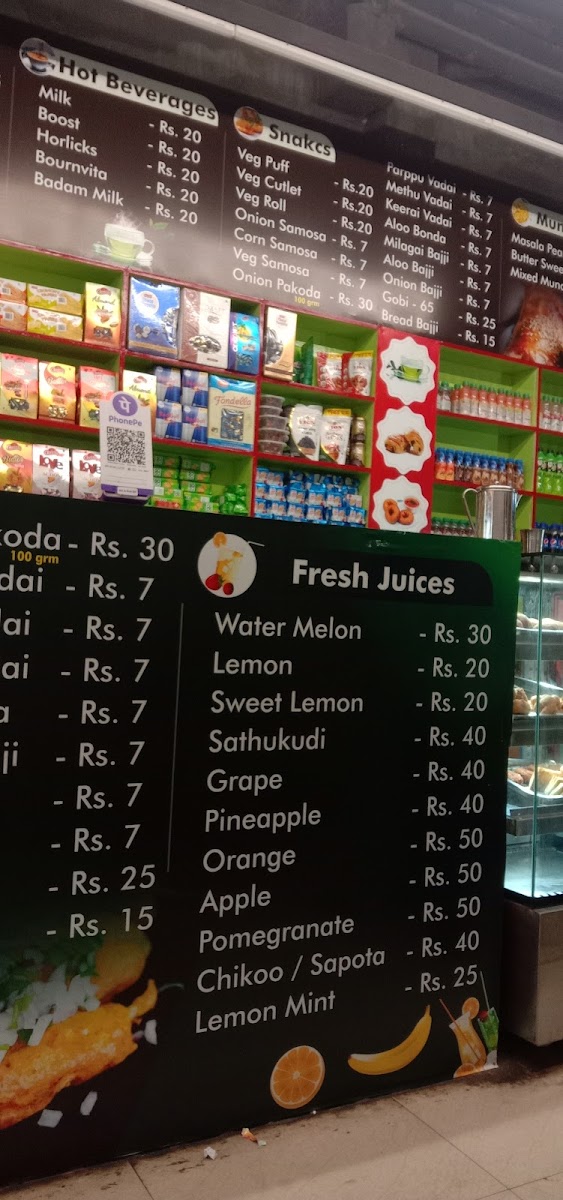 Hot Beverages
Milk - Rs. 20
Boost - Rs. 20
Horlicks - Rs. 20
Bournvita - Rs. 20
Badam Milk - Rs. 20
Snakcs
Veg Puff - Rs.20
Veg Cutlet - Rs.20
Veg Roll - Rs.20
Onion Samosa - Rs. 7
Corn Samosa - Rs. 7
Veg Samosa - Rs. 7
Onion Pakoda - Rs. 30
100 grm
Parppu Vadai - Rs. 7
Methu Vadai - Rs. 7
Keerai Vadai - Rs. 7
Aloo Bonda - Rs. 7
Milagai Bajji - Rs. 7
Aloo Bajji - Rs. 7
Onion Bajji - Rs. 7
Gobi - 65 - Rs. 25
Bread Bajji - Rs. 15
Mun
Masala Pea
Butter Swee
Mixed Mun
PhonePe
Fondella
koda - Rs. 30
100 grm
dai - Rs. 7
lai - Rs. 7
ai - Rs. 7
a - Rs. 7
ji - Rs. 7
- Rs. 7
- Rs. 7
- Rs. 25
- Rs. 15
Fresh Juices
Water Melon - Rs. 30
Lemon - Rs. 20
Sweet Lemon - Rs. 20
Sathukudi - Rs. 40
Grape - Rs. 40
Pineapple - Rs. 40
Orange - Rs. 50
Apple - Rs. 50
Pomegranate - Rs. 50
Chikoo / Sapota - Rs. 40
Lemon Mint - Rs. 25